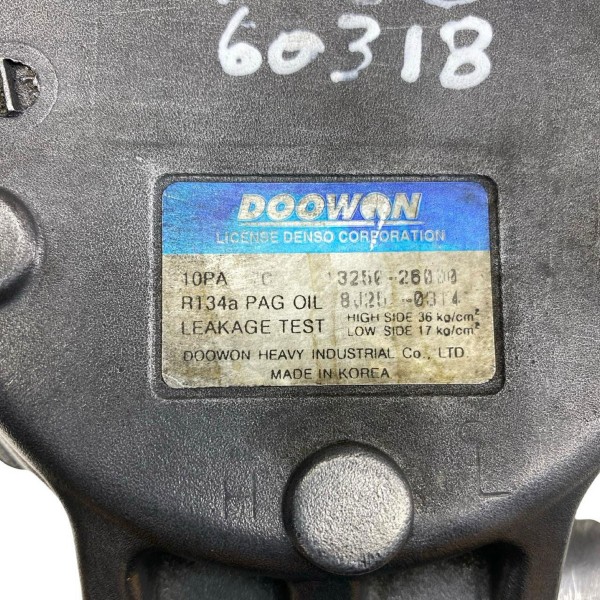 60318
DOOWON
LICENSE DENSO CORPORATION
10PA
R134a PAG OIL
LEAKAGE TEST HIGH SIDE 36 kg/cm²
LOW SIDE 17 kg/cm²
DOOWON HEAVY INDUSTRIAL Co., LTD
MADE IN KOREA